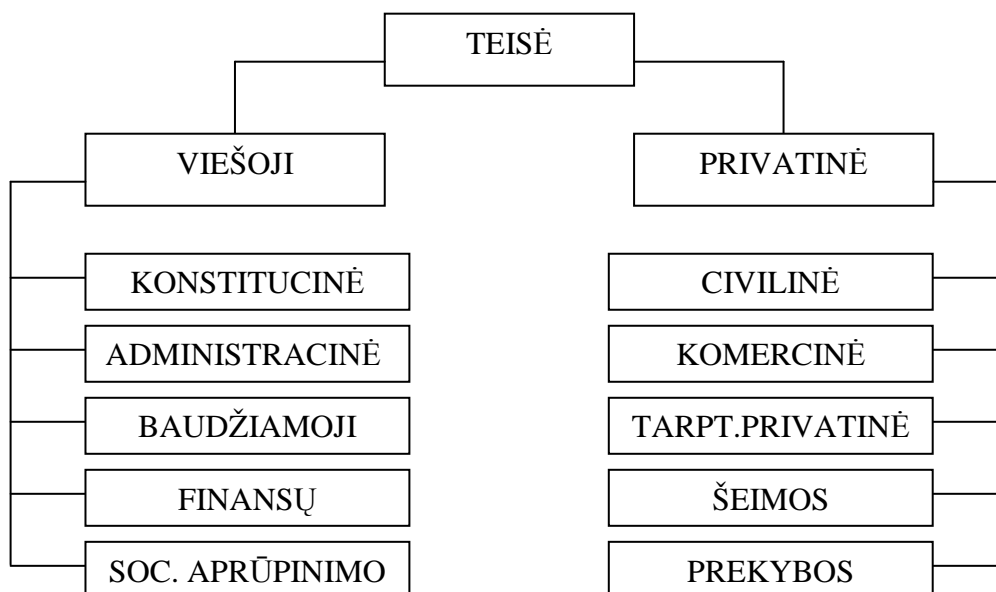 TEISĖ
VIEŠOJI
PRIVATINĖ
KONSTITUCINĖ
CIVILINĖ
ADMINISTRACINĖ
KOMERCINĖ
BAUDŽIAMOJI
TARPT.PRIVATINĖ
FINANSŲ
ŠEIMOS
SOC. APRŪPINIMO
PREKYBOS